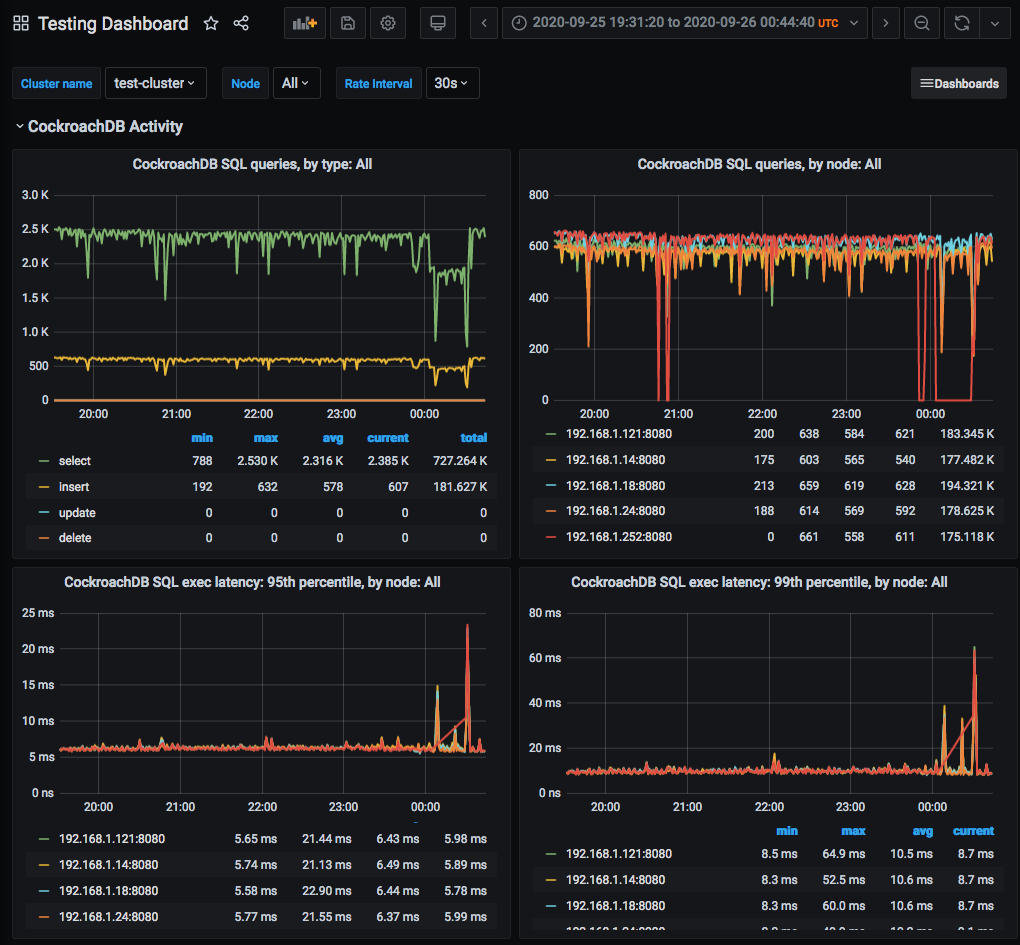 Testing Dashboard 2020-09-25 19:31:20 to 2020-09-26 00:44:40 UTC
Cluster name test-cluster Node All Rate Interval 30s Dashboards
CockroachDB Activity
CockroachDB SQL queries, by type: All
3.0 K
2.5 K
2.0 K
1.5 K
1.0 K
500
0
20:00 21:00 22:00 23:00 00:00
min max avg current total
select 788 2.530 K 2.316 K 2.385 K 727.264 K
insert 192 632 578 607 181.627 K
update 0 0 0 0 0
delete 0 0 0 0 0
CockroachDB SQL queries, by node: All
800
600
400
200
0
20:00 21:00 22:00 23:00 00:00
192.168.1.121:8080 200 638 584 621 183.345 K
192.168.1.14:8080 175 603 565 540 177.482 K
192.168.1.18:8080 213 659 619 628 194.321 K
192.168.1.24:8080 188 614 569 592 178.625 K
192.168.1.252:8080 0 661 558 611 175.118 K
CockroachDB SQL exec latency: 95th percentile, by node: All
25 ms
20 ms
15 ms
10 ms
5 ms
0 ns
20:00 21:00 22:00 23:00 00:00
192.168.1.121:8080 5.65 ms 21.44 ms 6.43 ms 5.98 ms
192.168.1.14:8080 5.74 ms 21.13 ms 6.49 ms 5.89 ms
192.168.1.18:8080 5.58 ms 22.90 ms 6.44 ms 5.78 ms
192.168.1.24:8080 5.77 ms 21.55 ms 6.37 ms 5.99 ms
CockroachDB SQL exec latency: 99th percentile, by node: All
80 ms
60 ms
40 ms
20 ms
0 ns
20:00 21:00 22:00 23:00 00:00
min max avg current
192.168.1.121:8080 8.5 ms 64.9 ms 10.5 ms 8.7 ms
192.168.1.14:8080 8.3 ms 52.5 ms 10.6 ms 8.7 ms
192.168.1.18:8080 8.3 ms 60.0 ms 10.6 ms 8.7 ms